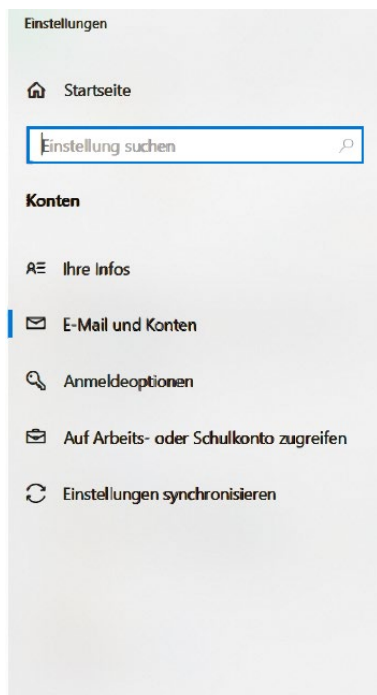 Einstellungen
Startseite
Einstellung suchen
Konten
Ihre Infos
E-Mail und Konten
Anmeldeoptionen
Auf Arbeits- oder Schulkonto zugreifen
Einstellungen synchronisieren